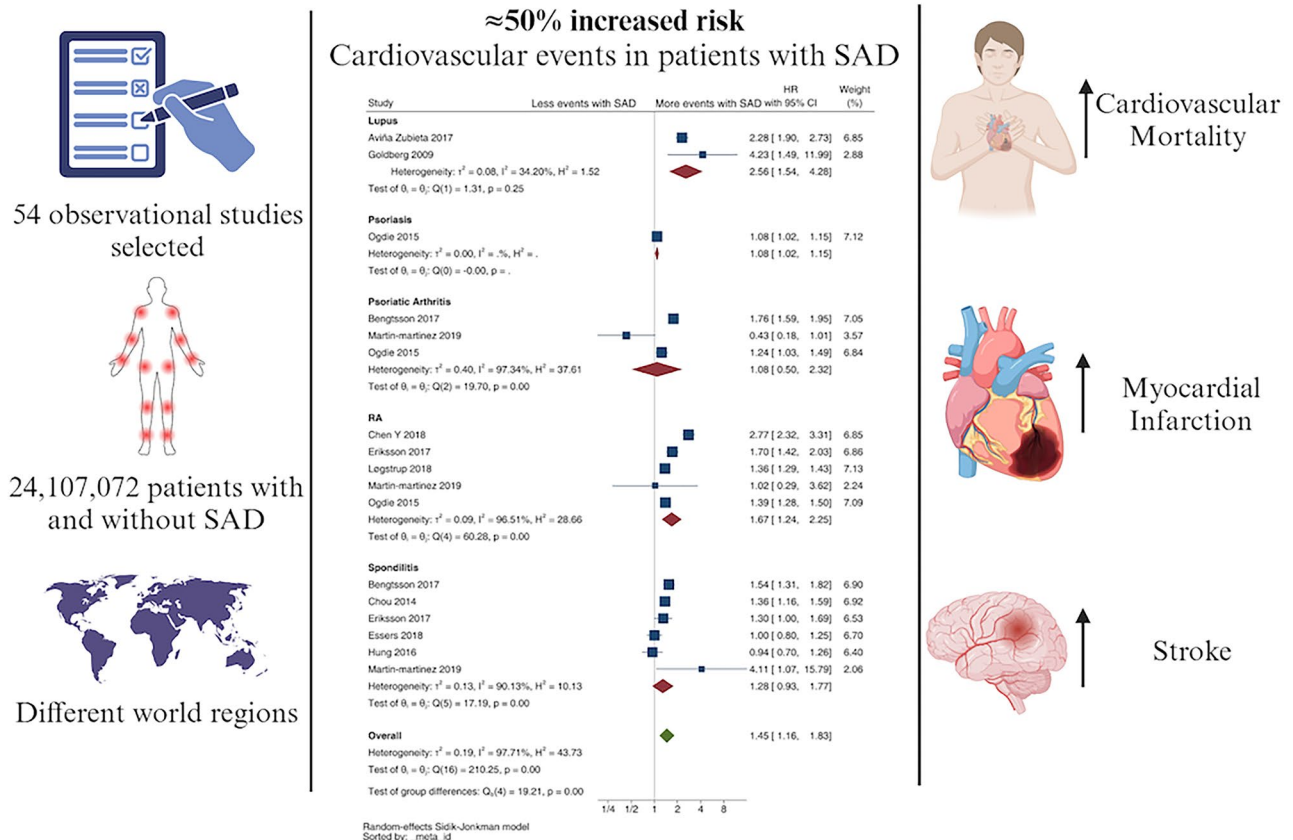 54 observational studies
selected
24,107,072 patients with
and without SAD
Different world regions
≈50% increased risk
Cardiovascular events in patients with SAD
Study Less events with SAD More events with SAD HR with 95% CI Weight (%)
Lupus
Aviña Zubieta 2017 2.28 [ 1.90, 2.73] 6.85
Goldberg 2009 4.23 [ 1.49, 11.99] 2.88
Heterogeneity: τ² = 0.08, I² = 34.20%, H² = 1.52 2.56 [ 1.54, 4.28]
Test of θᵢ = θⱼ: Q(1) = 1.31, p = 0.25
Psoriasis
Ogdie 2015 1.08 [ 1.02, 1.15] 7.12
Heterogeneity: τ² = 0.00, I² = .%, H² = . 1.08 [ 1.02, 1.15]
Test of θᵢ = θⱼ: Q(0) = -0.00, p = .
Psoriatic Arthritis
Bengtsson 2017 1.76 [ 1.59, 1.95] 7.05
Martin-martinez 2019 0.43 [ 0.18, 1.01] 3.57
Ogdie 2015 1.24 [ 1.03, 1.49] 6.84
Heterogeneity: τ² = 0.40, I² = 97.34%, H² = 37.61 1.08 [ 0.50, 2.32]
Test of θᵢ = θⱼ: Q(2) = 19.70, p = 0.00
RA
Chen Y 2018 2.77 [ 2.32, 3.31] 6.85
Eriksson 2017 1.70 [ 1.42, 2.03] 6.86
Løgstrup 2018 1.36 [ 1.29, 1.43] 7.13
Martin-martinez 2019 1.02 [ 0.29, 3.62] 2.24
Ogdie 2015 1.39 [ 1.28, 1.50] 7.09
Heterogeneity: τ² = 0.09, I² = 96.51%, H² = 28.66 1.67 [ 1.24, 2.25]
Test of θᵢ = θⱼ: Q(4) = 60.28, p = 0.00
Spondilitis
Bengtsson 2017 1.54 [ 1.31, 1.82] 6.90
Chou 2014 1.36 [ 1.16, 1.59] 6.92
Eriksson 2017 1.30 [ 1.00, 1.69] 6.53
Essers 2018 1.00 [ 0.80, 1.25] 6.70
Hung 2016 0.94 [ 0.70, 1.26] 6.40
Martin-martinez 2019 4.11 [ 1.07, 15.79] 2.06
Heterogeneity: τ² = 0.13, I² = 90.13%, H² = 10.13 1.28 [ 0.93, 1.77]
Test of θᵢ = θⱼ: Q(5) = 17.19, p = 0.00
Overall 1.45 [ 1.16, 1.83]
Heterogeneity: τ² = 0.19, I² = 97.71%, H² = 43.73
Test of θᵢ = θⱼ: Q(16) = 210.25, p = 0.00
Test of group differences: Q_b(4) = 19.21, p = 0.00
1/4 1/2 1 2 4 8
Random-effects Sidik-Jonkman model
Sorted by: _meta_id
Cardiovascular
Mortality
Myocardial
Infarction
Stroke